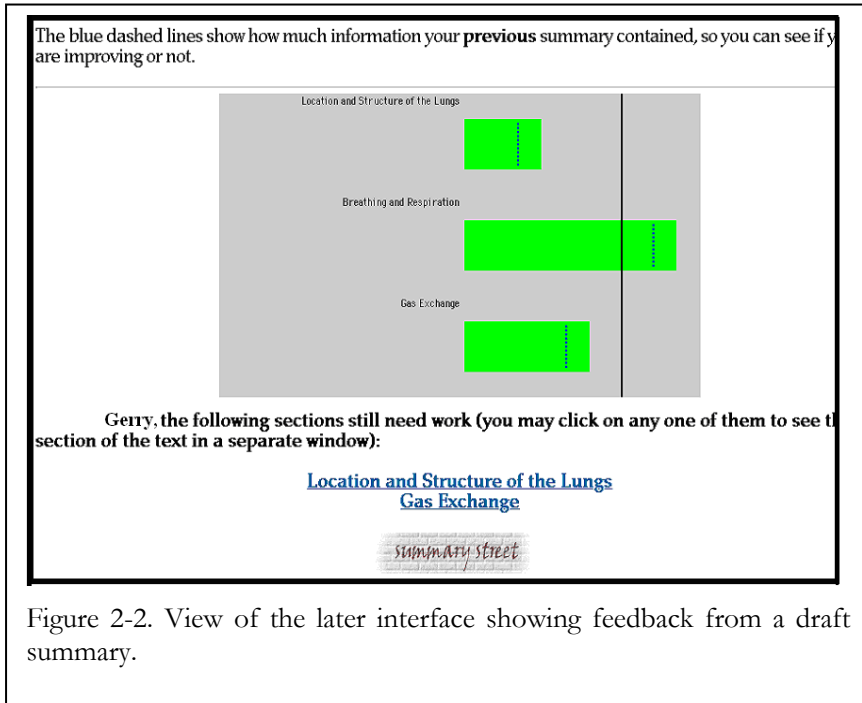 The blue dashed lines show how much information your previous summary contained, so you can see if y
are improving or not.
Location and Structure of the Lungs
Breathing and Respiration
Gas Exchange
Gerry, the following sections still need work (you may click on any one of them to see th
section of the text in a separate window):
Location and Structure of the Lungs
Gas Exchange
summary street
Figure 2-2. View of the later interface showing feedback from a draft
summary.